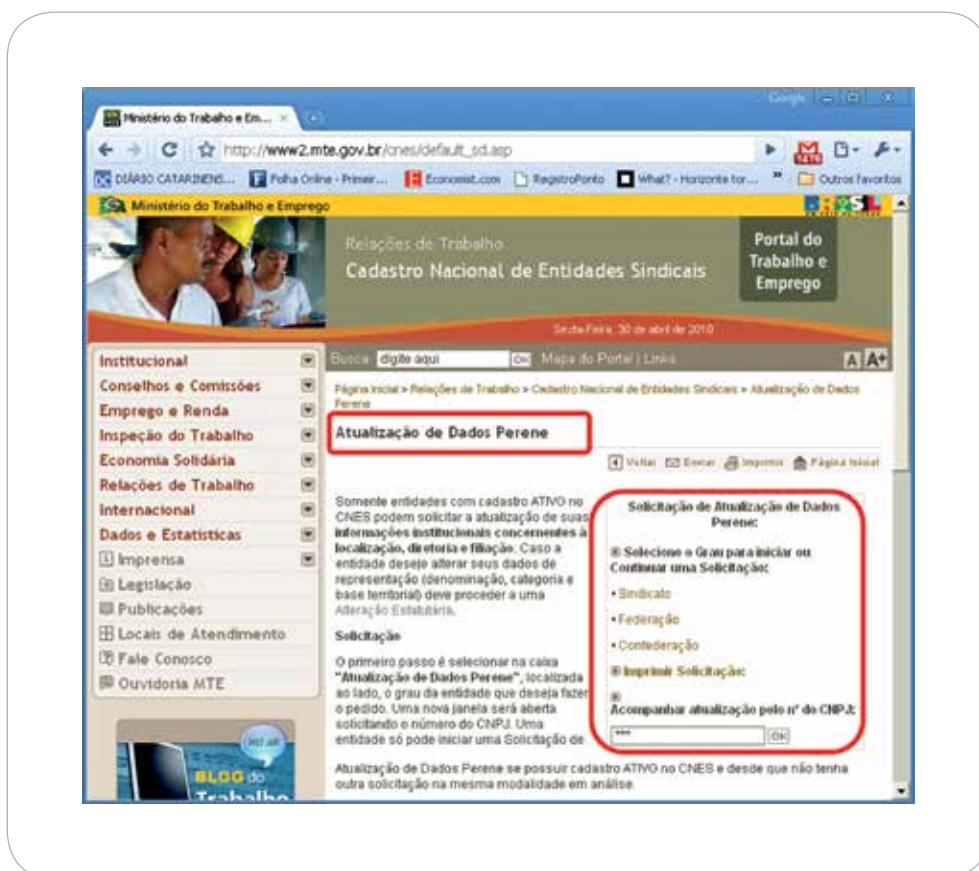 Google
Ministério do Trabalho e Em...
http://www2.mte.gov.br/cnes/default_sd.asp
DIÁRIO CATARINENS... Folha Online - Primeir... Economist.com RegistroPonto What? - Horizonte tor... » Outros favoritos
Ministério do Trabalho e Emprego
BRASIL
Relações de Trabalho
Cadastro Nacional de Entidades Sindicais
Portal do
Trabalho e
Emprego
Sexta-Feira, 30 de abril de 2010
Busca digite aqui OK Mapa do Portal | Links A A+
Institucional
Conselhos e Comissões
Emprego e Renda
Inspeção do Trabalho
Economia Solidária
Relações de Trabalho
Internacional
Dados e Estatísticas
Imprensa
Legislação
Publicações
Locais de Atendimento
Fale Conosco
Ouvidoria MTE
BLOG do
Trabalho
Página Inicial > Relações de Trabalho > Cadastro Nacional de Entidades Sindicais > Atualização de Dados
Perene
Atualização de Dados Perene
Voltar Enviar Imprimir Página Inicial
Somente entidades com cadastro ATIVO no
CNES podem solicitar a atualização de suas
informações institucionais concernentes à
localização, diretoria e filiação. Caso a
entidade deseje alterar seus dados de
representação (denominação, categoria e
base territorial) deve proceder a uma
Alteração Estatutária.
Solicitação
O primeiro passo é selecionar na caixa
"Atualização de Dados Perene", localizada
ao lado, o grau da entidade que deseja fazer
o pedido. Uma nova janela será aberta
solicitando o número do CNPJ. Uma
entidade só pode iniciar uma Solicitação de
Atualização de Dados Perene se possuir cadastro ATIVO no CNES e desde que não tenha
outra solicitação na mesma modalidade em análise.
Solicitação de Atualização de Dados
Perene:
Selecione o Grau para iniciar ou
Continuar uma Solicitação:
• Sindicato
• Federação
• Confederação
Imprimir Solicitação:
Acompanhar atualização pelo nº do CNPJ:
*** OK